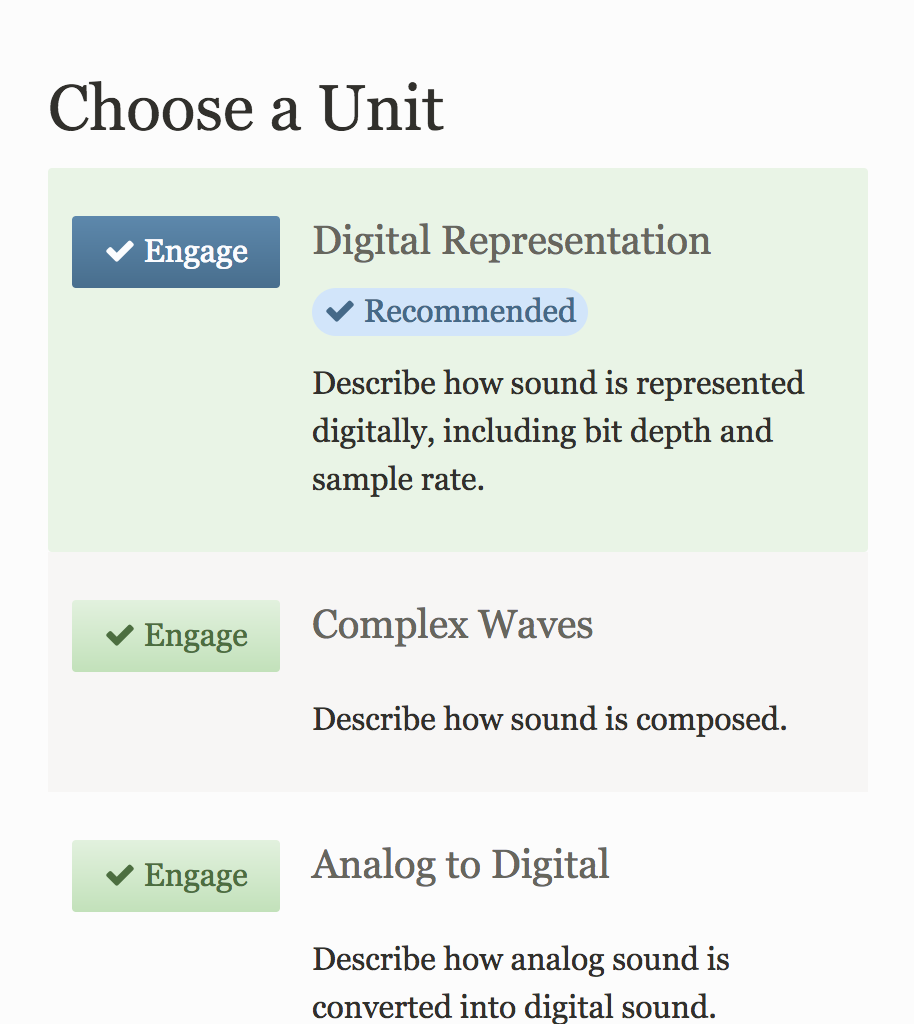 Choose a Unit
Engage
Digital Representation
Recommended
Describe how sound is represented
digitally, including bit depth and
sample rate.
Engage
Complex Waves
Describe how sound is composed.
Engage
Analog to Digital
Describe how analog sound is
converted into digital sound.